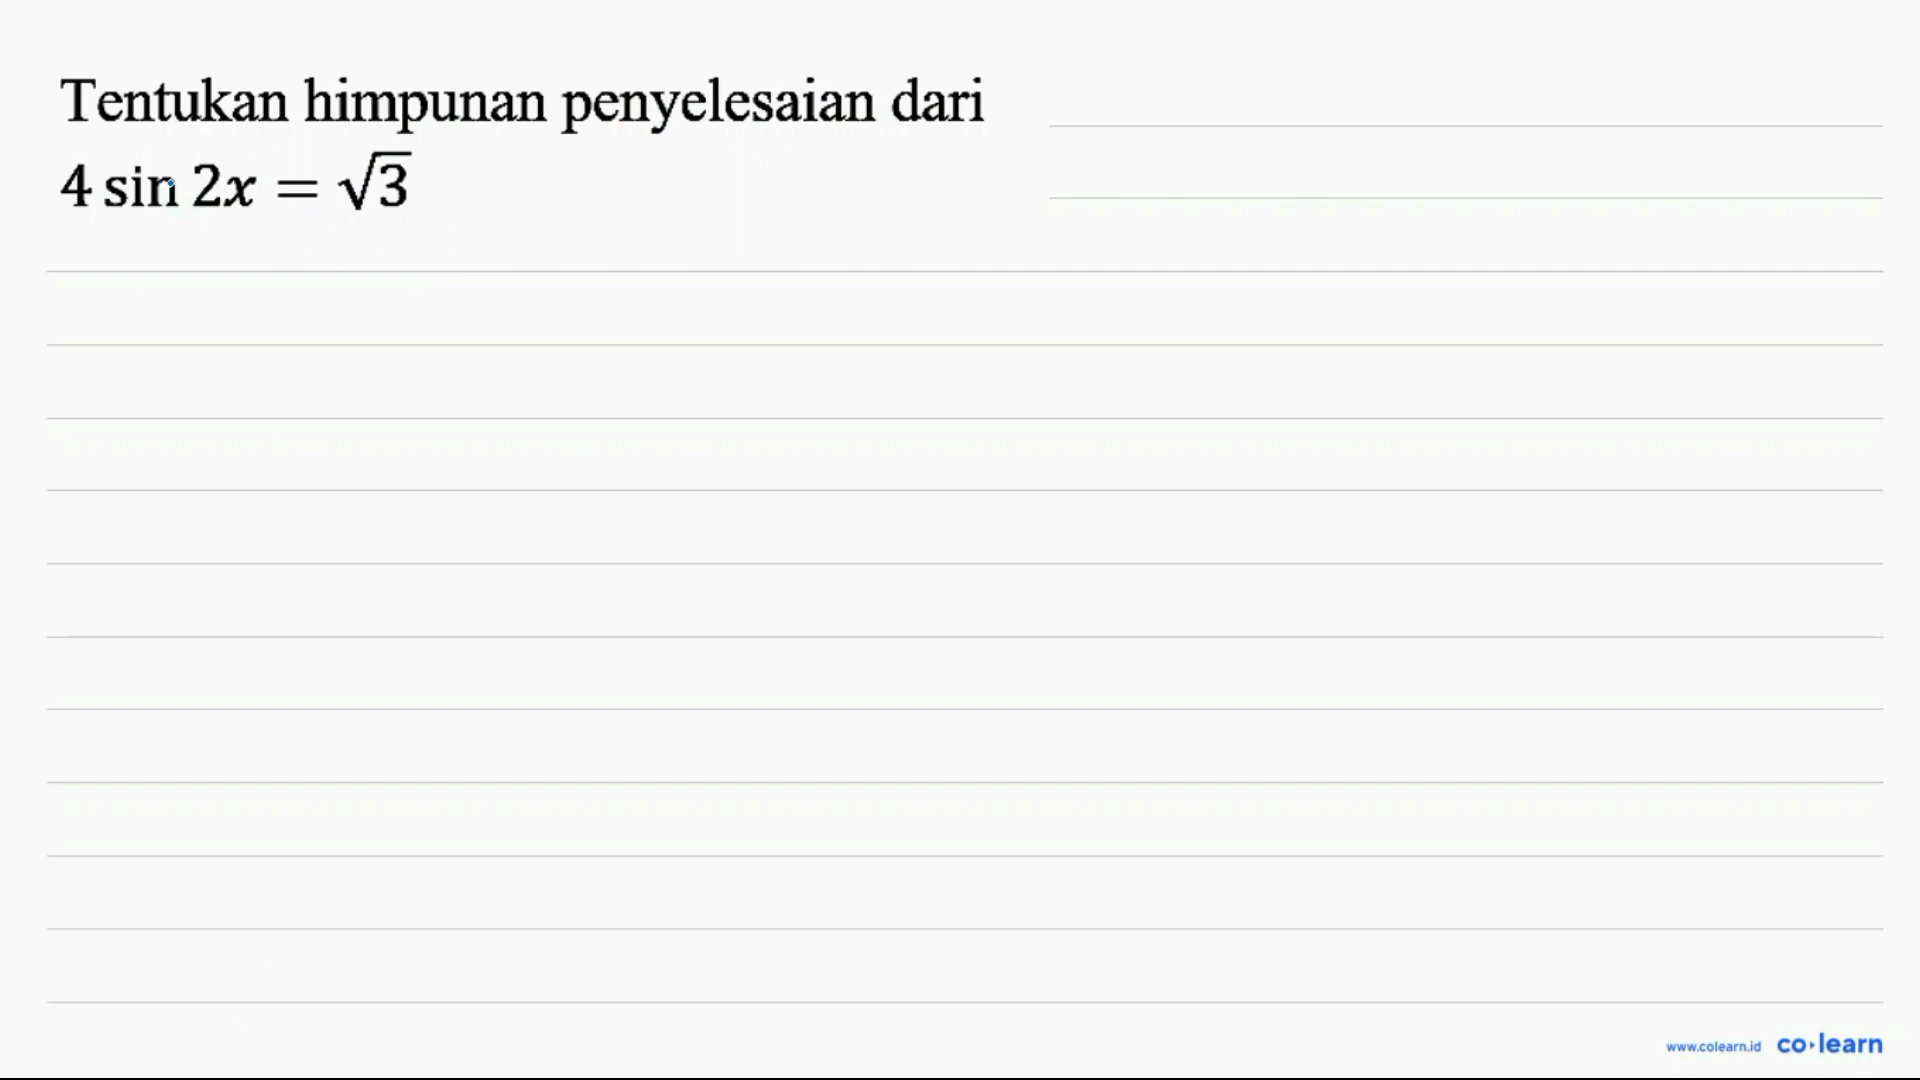 Tentukan himpunan penyelesaian dari
4 sin 2x = √3
www.colearn.id co learn